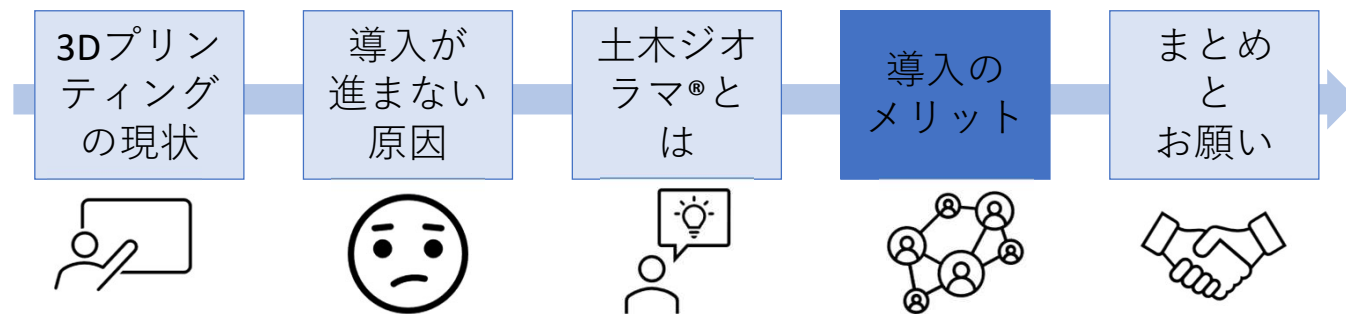 3Dプリン
ティング
の現状
導入が
進まない
原因
土木ジオ
ラマ®と
は
導入の
メリット
まとめ
と
お願い